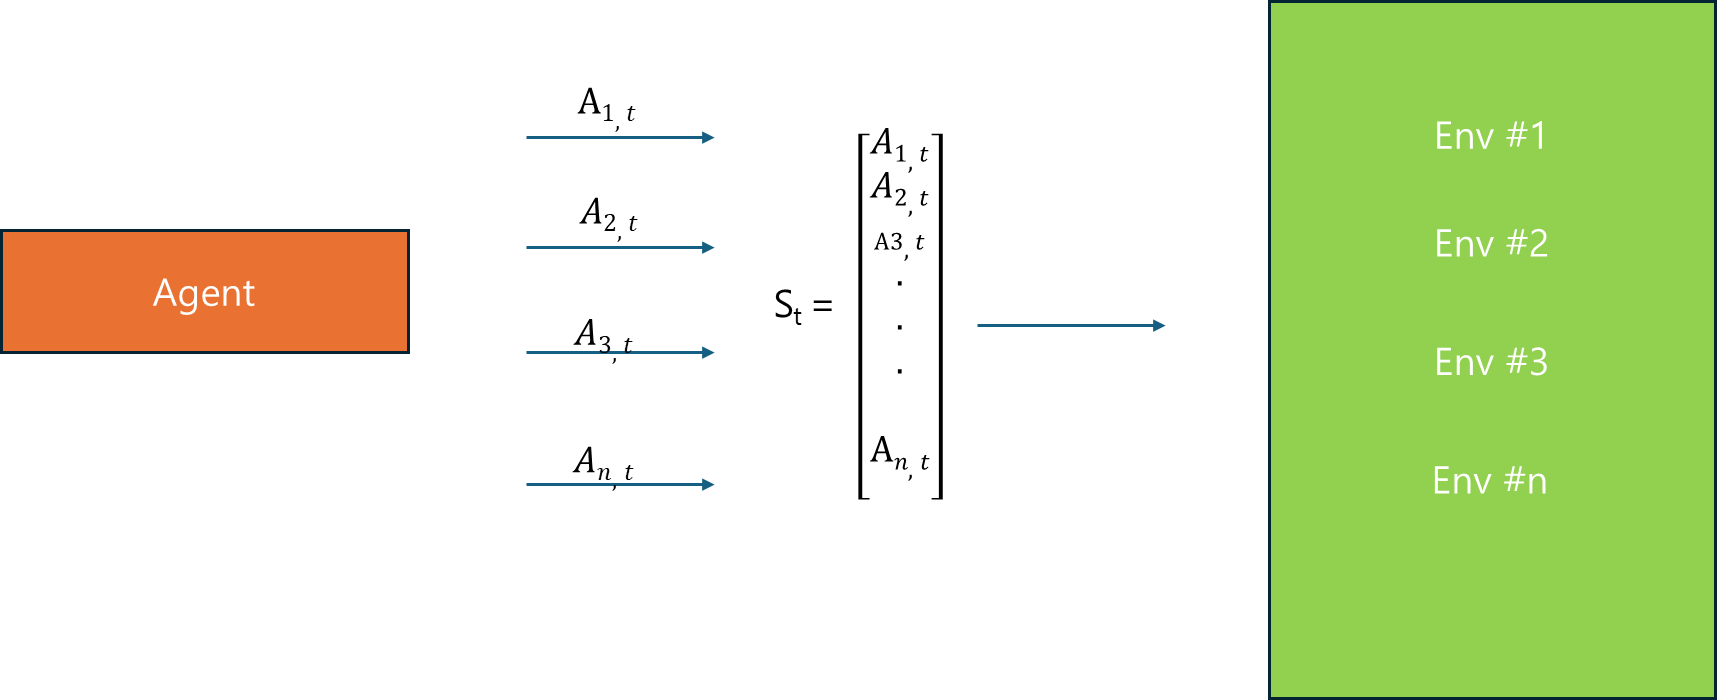 Agent
A1, t
A2, t
A3, t
An, t
St =
A1, t
A2, t
A3, t
.
.
.
An, t
Env #1
Env #2
Env #3
Env #n